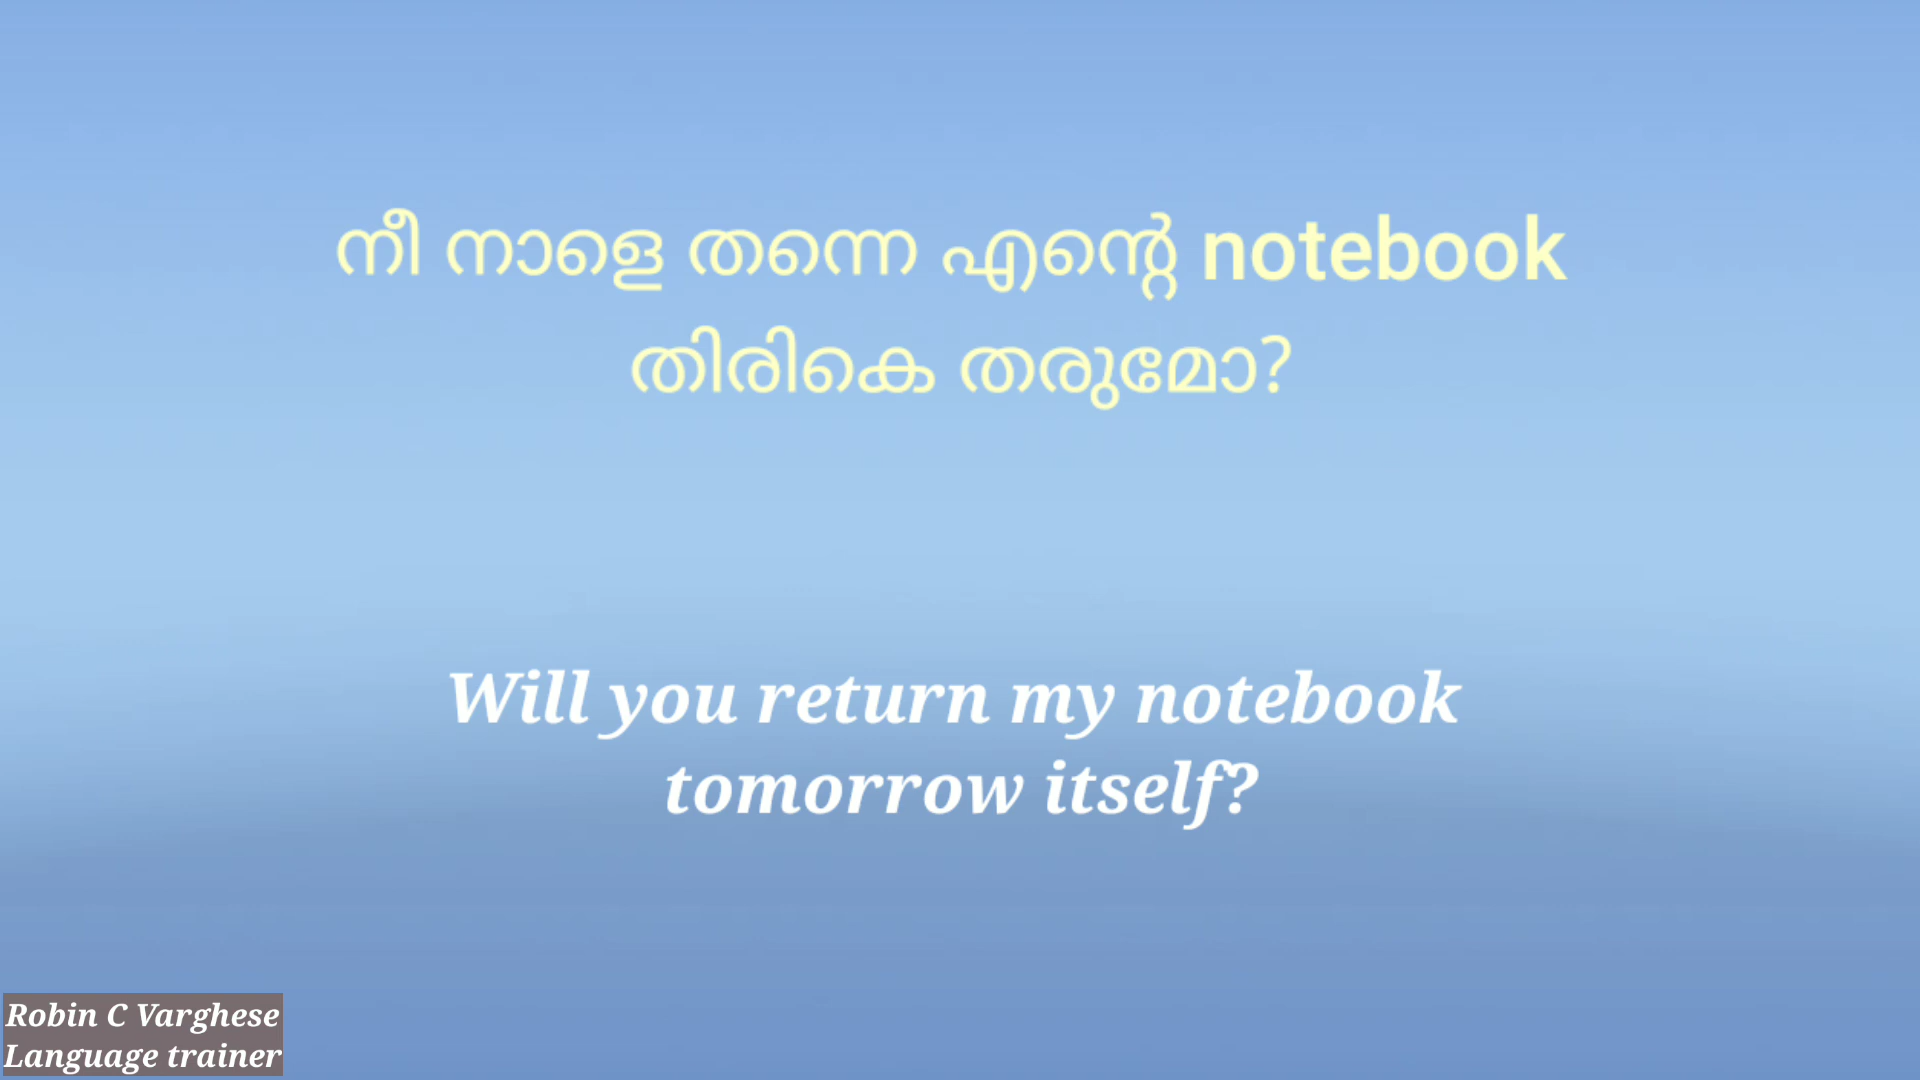 നീ നാളെ തന്നെ എന്റെ notebook
തിരികെ തരുമോ?
Will you return my notebook
tomorrow itself?
Robin C Varghese
Language trainer